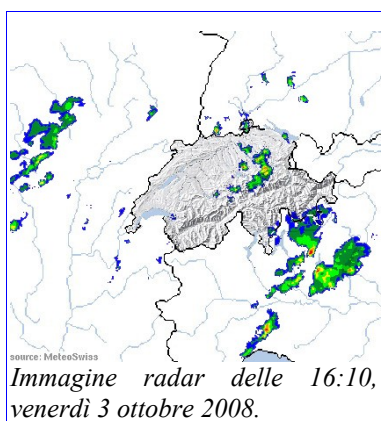 source: MeteoSwiss
Immagine radar delle 16:10,
venerdì 3 ottobre 2008.